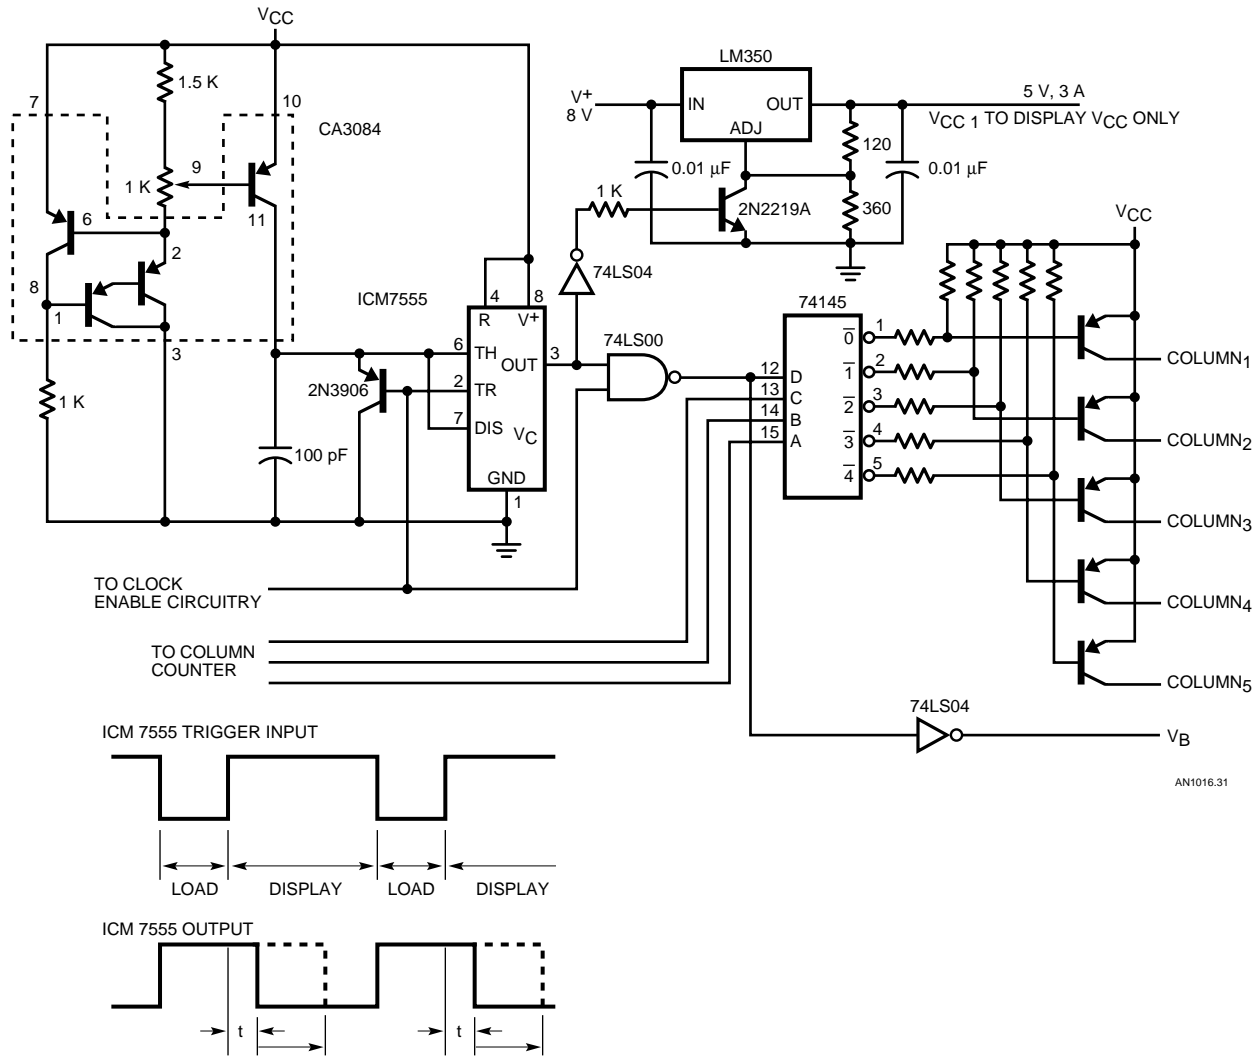 VCC
1.5 K
7
10
CA3084
9
1 K
11
6
2
8
1
3
1 K
100 pF
2N3906
ICM7555
4
8
R
V+
6
TH
OUT
3
2
TR
7
DIS
VC
GND
1
LM350
V+
8 V
IN
OUT
ADJ
5 V, 3 A
VCC 1 TO DISPLAY VCC ONLY
0.01 µF
120
0.01 µF
1 K
2N2219A
360
74LS04
74LS00
VCC
74145
12
D
13
C
14
B
15
A
0
1
1
2
2
3
3
4
4
5
COLUMN1
COLUMN2
COLUMN3
COLUMN4
COLUMN5
TO CLOCK
ENABLE CIRCUITRY
TO COLUMN
COUNTER
74LS04
VB
AN1016.31
ICM 7555 TRIGGER INPUT
LOAD
DISPLAY
LOAD
DISPLAY
ICM 7555 OUTPUT
t
t